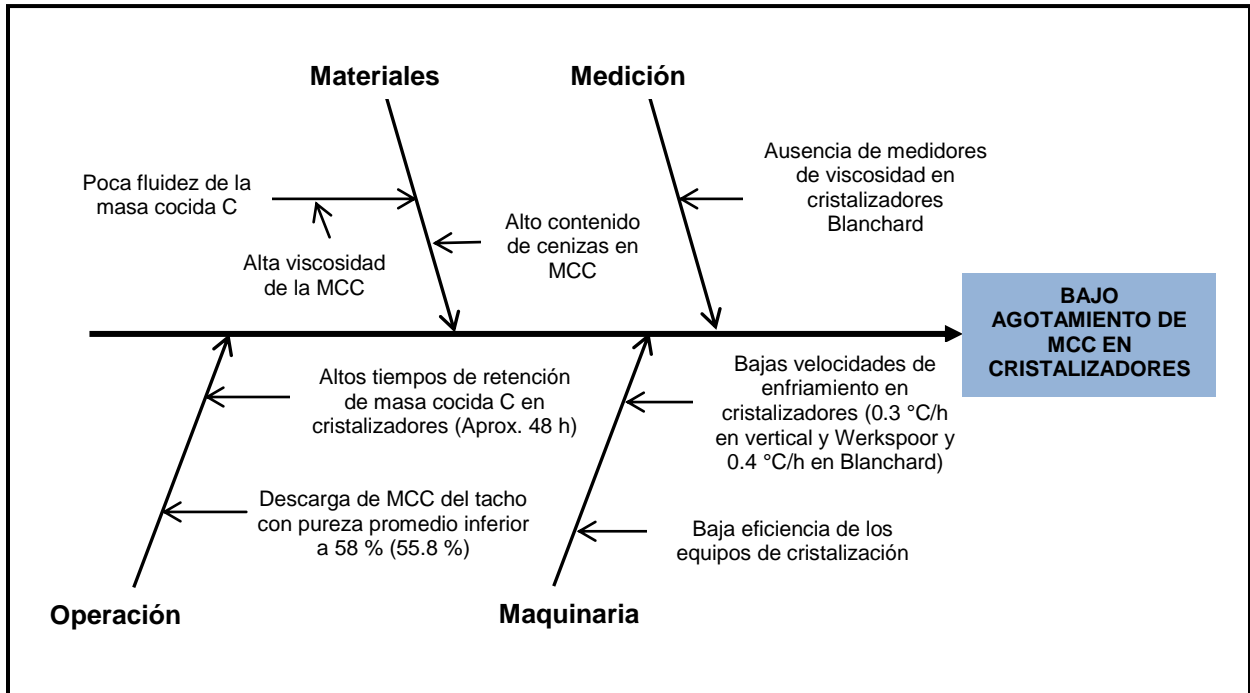 Materiales
Medición
Poca fluidez de la
masa cocida C
Alta viscosidad
de la MCC
Alto contenido
de cenizas en
MCC
Ausencia de medidores
de viscosidad en
cristalizadores
Blanchard
BAJO
AGOTAMIENTO DE
MCC EN
CRISTALIZADORES
Altos tiempos de retención
de masa cocida C en
cristalizadores (Aprox. 48 h)
Descarga de MCC del tacho
con pureza promedio inferior
a 58 % (55.8 %)
Bajas velocidades de
enfriamiento en
cristalizadores (0.3 °C/h
en vertical y Werkspoor y
0.4 °C/h en Blanchard)
Baja eficiencia de los
equipos de cristalización
Operación
Maquinaria